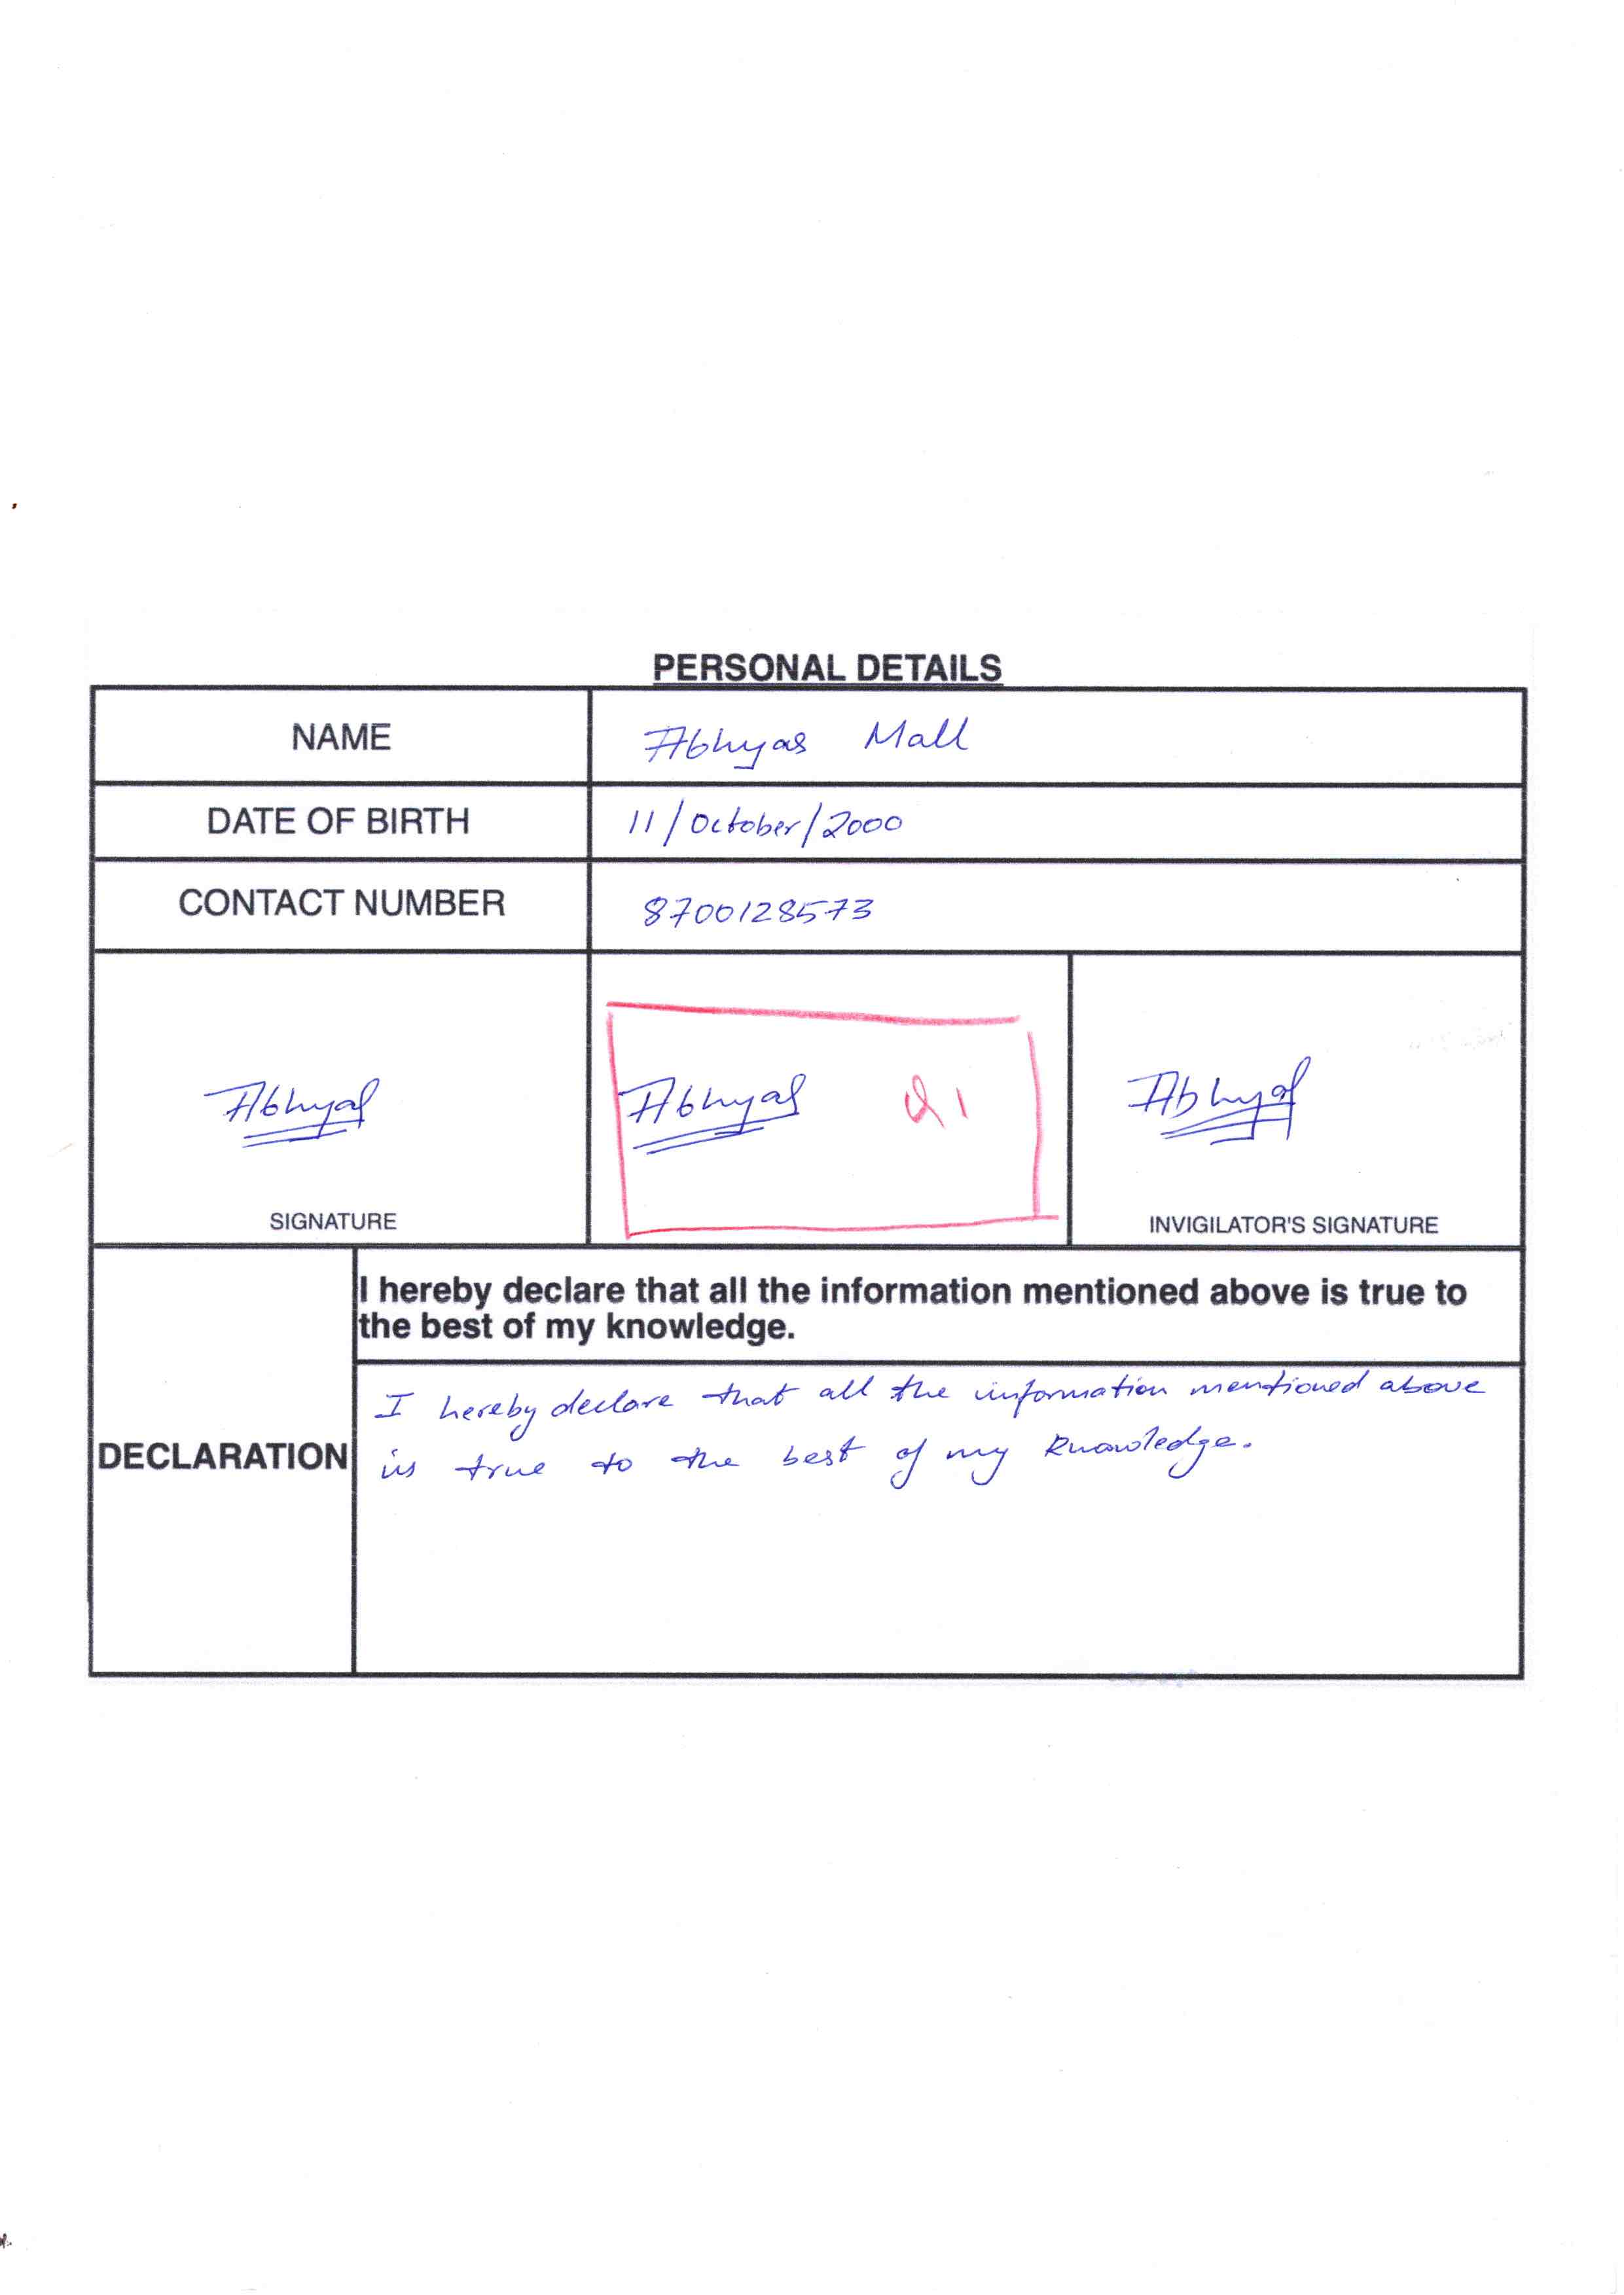 PERSONAL DETAILS
NAME Abhyas Mall
DATE OF BIRTH 11/October/2000
CONTACT NUMBER 8700128573
Abhyas Abhyas Abhyas
SIGNATURE INVIGILATOR'S SIGNATURE
I hereby declare that all the information mentioned above is true to
the best of my knowledge.
I hereby declare that all the information mentioned above
DECLARATION is true to the best of my knowledge.